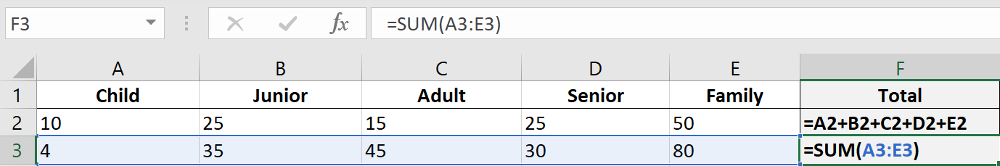 F3 fx =SUM(A3:E3)
A B C D E F
1 Child Junior Adult Senior Family Total
2 10 25 15 25 50 =A2+B2+C2+D2+E2
3 4 35 45 30 80 =SUM(A3:E3)